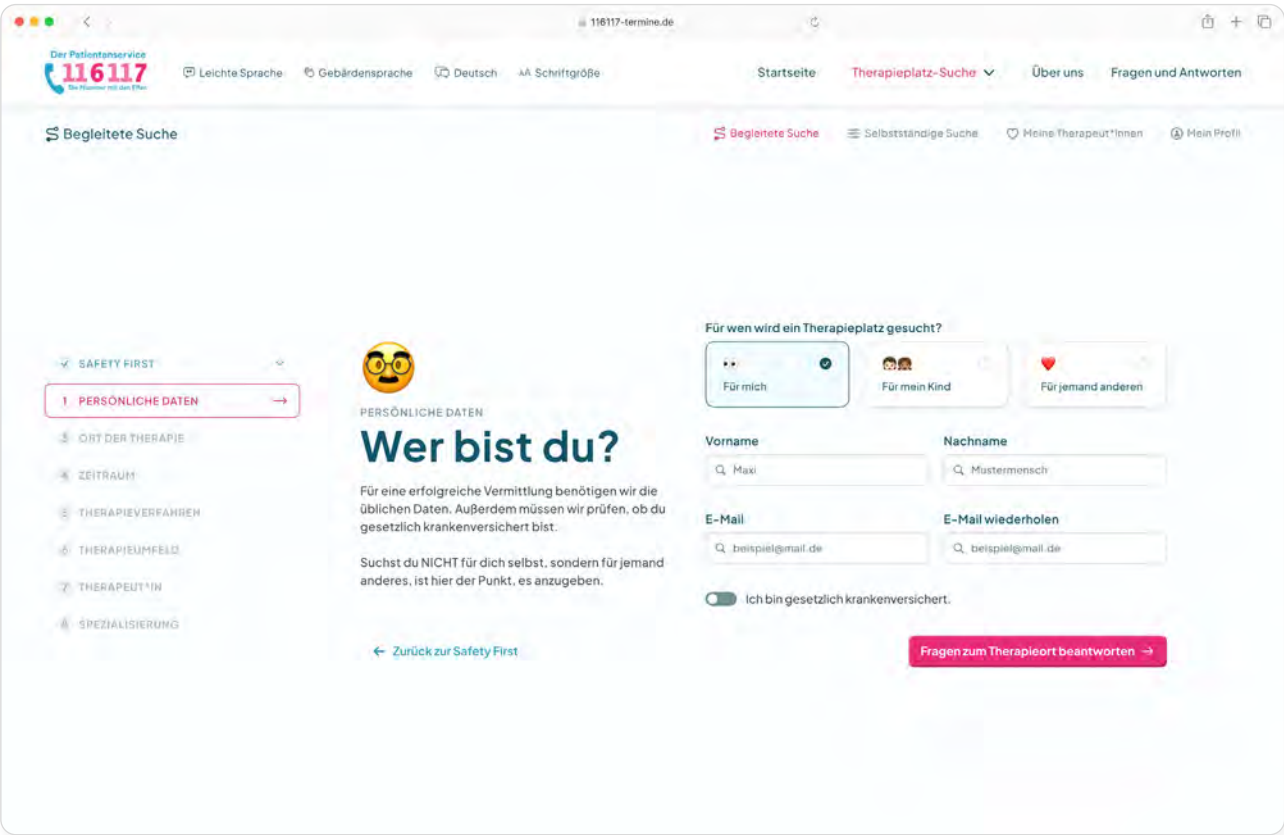 116117-termine.de
Der Patientenservice
116117
Die Nummer mit den Elfen
Leichte Sprache
Gebärdensprache
Deutsch
AA Schriftgröße
Startseite
Therapieplatz-Suche
Über uns
Fragen und Antworten
Begleitete Suche
Begleitete Suche
Selbstständige Suche
Meine Therapeut*innen
Mein Profil
SAFETY FIRST
1 PERSÖNLICHE DATEN
3 ORT DER THERAPIE
4 ZEITRAUM
5 THERAPIEVERFAHREN
6 THERAPIEUMFELD
7 THERAPEUT*IN
8 SPEZIALISIERUNG
PERSÖNLICHE DATEN
Wer bist du?
Für eine erfolgreiche Vermittlung benötigen wir die
üblichen Daten. Außerdem müssen wir prüfen, ob du
gesetzlich krankenversichert bist.
Suchst du NICHT für dich selbst, sondern für jemand
anderes, ist hier der Punkt, es anzugeben.
← Zurück zur Safety First
Für wen wird ein Therapieplatz gesucht?
Für mich
Für mein Kind
Für jemand anderen
Vorname
Nachname
Maxi
Mustermensch
E-Mail
E-Mail wiederholen
beispiel@mail.de
beispiel@mail.de
Ich bin gesetzlich krankenversichert.
Fragen zum Therapieort beantworten →